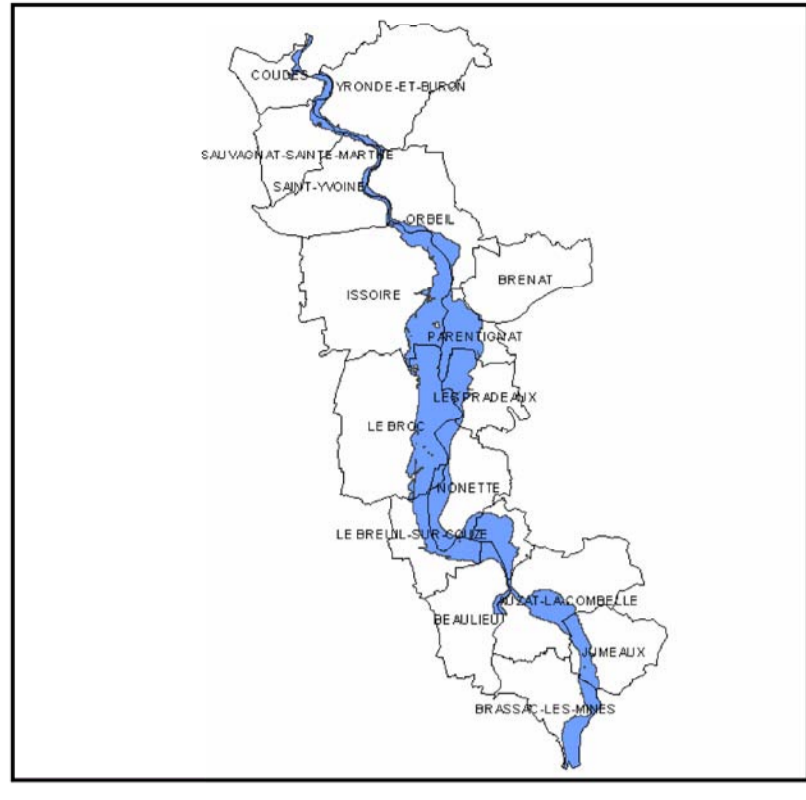 COUDES
YRONDE-ET-BURON
SAUVAGNAT-SAINTE-MARTHE
SAINT-YVOINE
ORBEIL
BRENAT
ISSOIRE
PARENTIGNAT
LES PRADEAUX
LE BROC
NONETTE
LE BREUIL-SUR-COUZE
AUZAT-LA-COMBELLE
BEAULIEU
JUMEAUX
BRASSAC-LES-MINES